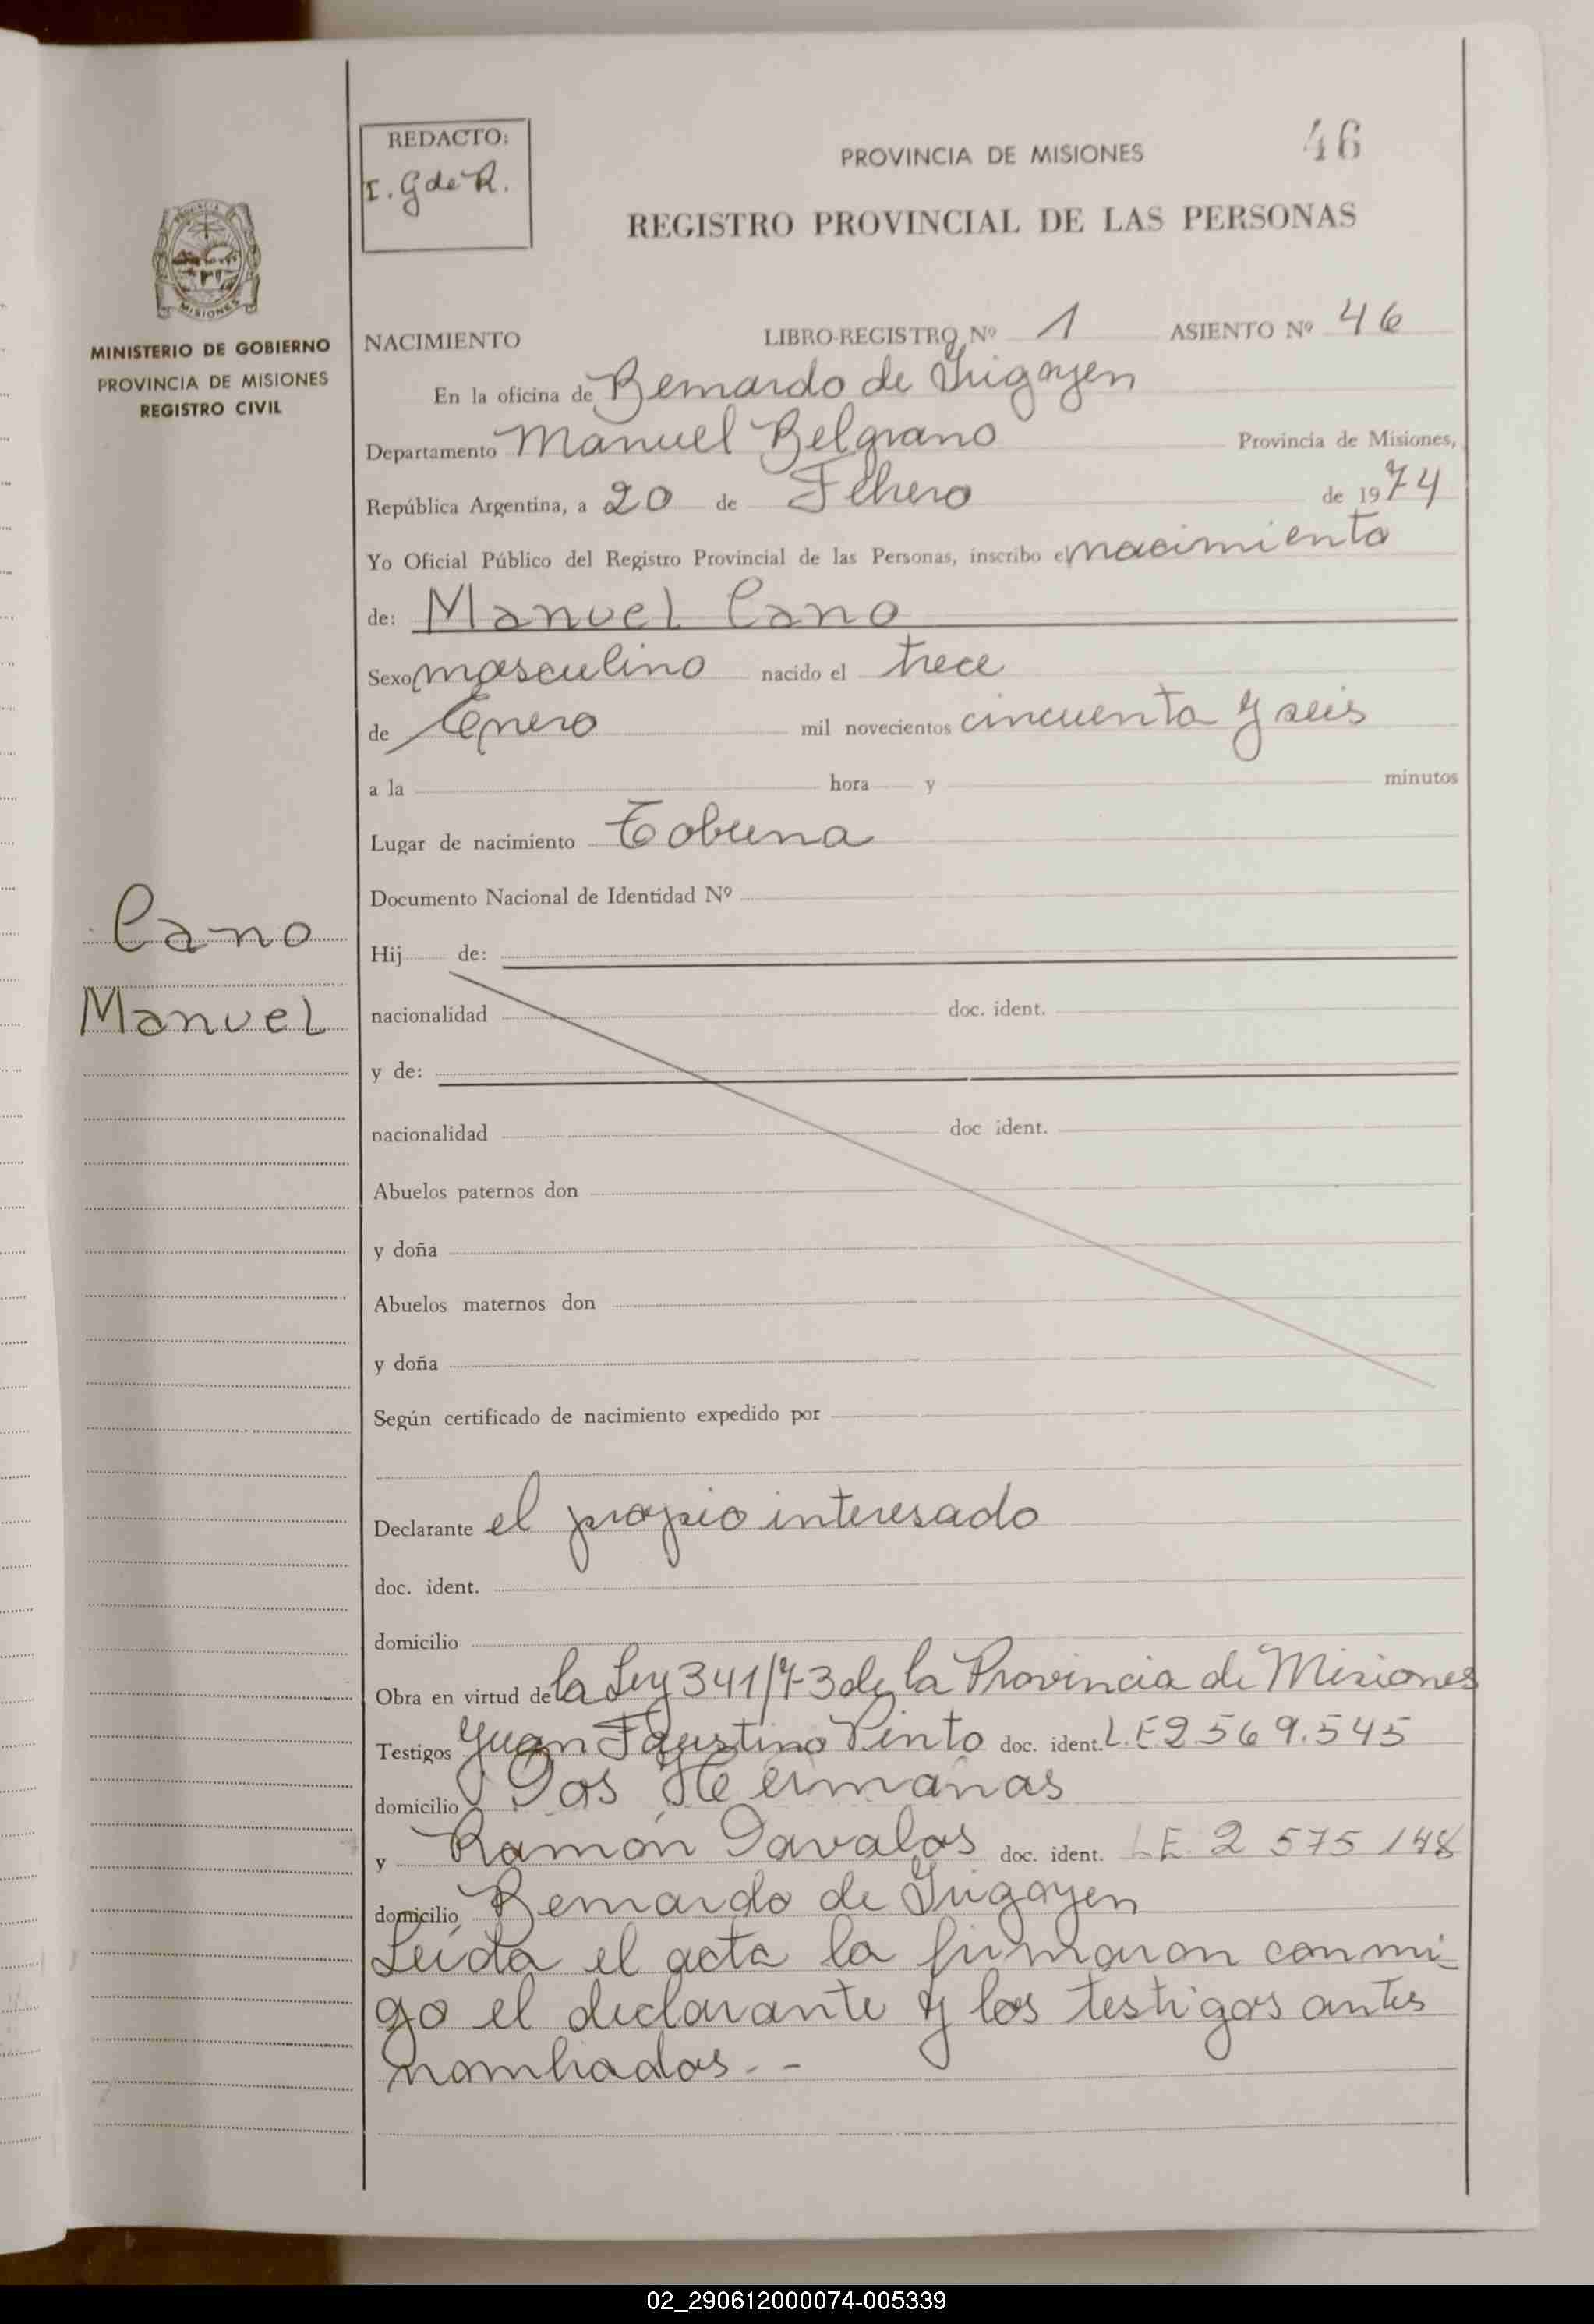 REDACTO:
I. G de R.
PROVINCIA DE MISIONES
46
REGISTRO PROVINCIAL DE LAS PERSONAS
PROVINCIA
MISIONES
MINISTERIO DE GOBIERNO
PROVINCIA DE MISIONES
REGISTRO CIVIL
NACIMIENTO LIBRO-REGISTRO Nº 1 ASIENTO Nº 46
En la oficina de Bernardo de Irigoyen
Departamento Manuel Belgrano Provincia de Misiones,
República Argentina, a 20 de Febrero de 1974
Yo Oficial Público del Registro Provincial de las Personas, inscribo el nacimiento
de: Manuel Cano
Sexo masculino nacido el trece
de Enero mil novecientos cincuenta y seis
a la hora y minutos
Lugar de nacimiento Tobuna
Documento Nacional de Identidad Nº
Cano
Manuel
Hij de:
nacionalidad doc. ident.
y de:
nacionalidad doc ident.
Abuelos paternos don
y doña
Abuelos maternos don
y doña
Según certificado de nacimiento expedido por
Declarante el propio interesado
doc. ident.
domicilio
Obra en virtud de la Ley 341/73 de la Provincia de Misiones
Testigos Juan Faustino Pinto doc. ident. L.E 2569.545
domicilio Dos Hermanas
y Ramón Davalos doc. ident. LE. 2 575 148
domicilio Bernardo de Irigoyen
Leída el acta la firmaron conmi-
go el declarante y los testigos antes
nombrados. -
02_290612000074-005339